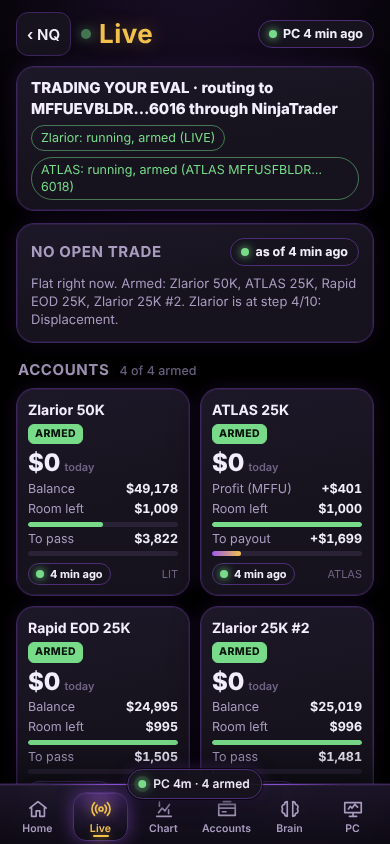 ‹ NQ
Live
PC 4 min ago
TRADING YOUR EVAL · routing to
MFFUEVBLDR...6016 through NinjaTrader
Zlarior: running, armed (LIVE)
ATLAS: running, armed (ATLAS MFFUSFBLDR...
6018)
NO OPEN TRADE
as of 4 min ago
Flat right now. Armed: Zlarior 50K, ATLAS 25K, Rapid
EOD 25K, Zlarior 25K #2. Zlarior is at step 4/10:
Displacement.
ACCOUNTS 4 of 4 armed
Zlarior 50K
ARMED
$0 today
Balance $49,178
Room left $1,009
To pass $3,822
4 min ago LIT
ATLAS 25K
ARMED
$0 today
Profit (MFFU) +$401
Room left $1,000
To payout +$1,699
4 min ago ATLAS
Rapid EOD 25K
ARMED
$0 today
Balance $24,995
Room left $995
To pass $1,505
Zlarior 25K #2
ARMED
$0 today
Balance $25,019
Room left $996
To pass $1,481
PC 4m · 4 armed
Home
Live
Chart
Accounts
Brain
PC